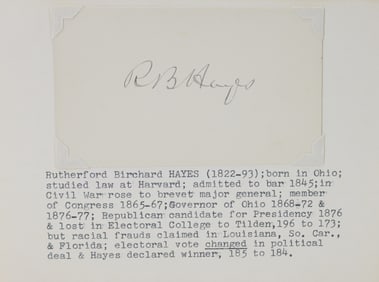 R B Hayes
Rutherford Birchard HAYES (1822-93);born in Ohio;
studied law at Harvard; admitted to bar 1845;in
Civil War rose to brevet major general; member
of Congress 1865-67;Governor of Ohio 1868-72 &
1876-77; Republican candidate for Presidency 1876
& lost in Electoral College to Tilden,196 to 173;
but racial frauds claimed in Louisiana, So. Car.,
& Florida; electoral vote changed in political
deal & Hayes declared winner, 185 to 184.